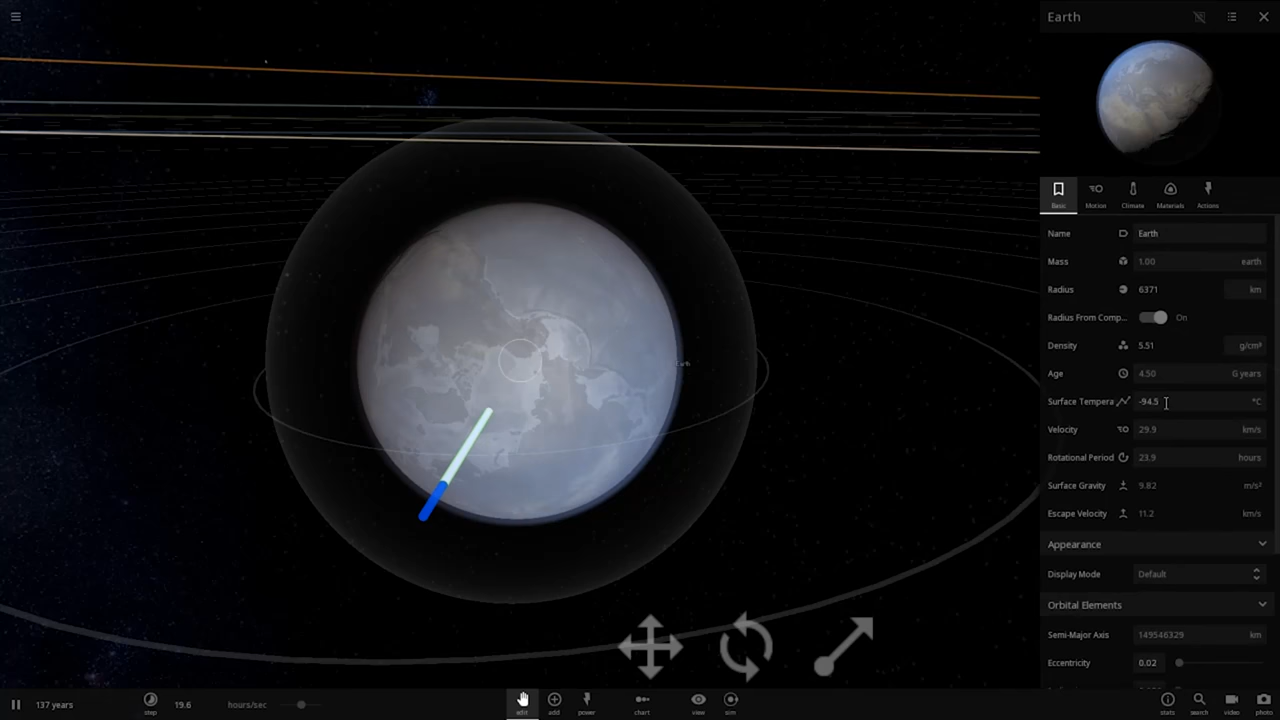 Earth
Basic
Motion
Climate
Materials
Actions
Name Earth
Mass 1.00 earth
Radius 6371 km
Radius From Comp... On
Density 5.51 g/cm³
Age 4.50 G years
Surface Tempera -94.5 °C
Velocity 29.9 km/s
Rotational Period 23.9 hours
Surface Gravity 9.82 m/s²
Escape Velocity 11.2 km/s
Appearance
Display Mode Default
Orbital Elements
Semi-Major Axis 149546329 km
Eccentricity 0.02
Earth
137 years
step
19.6 hours/sec
edit
add
power
chart
view
sim
stats
search
video
photo